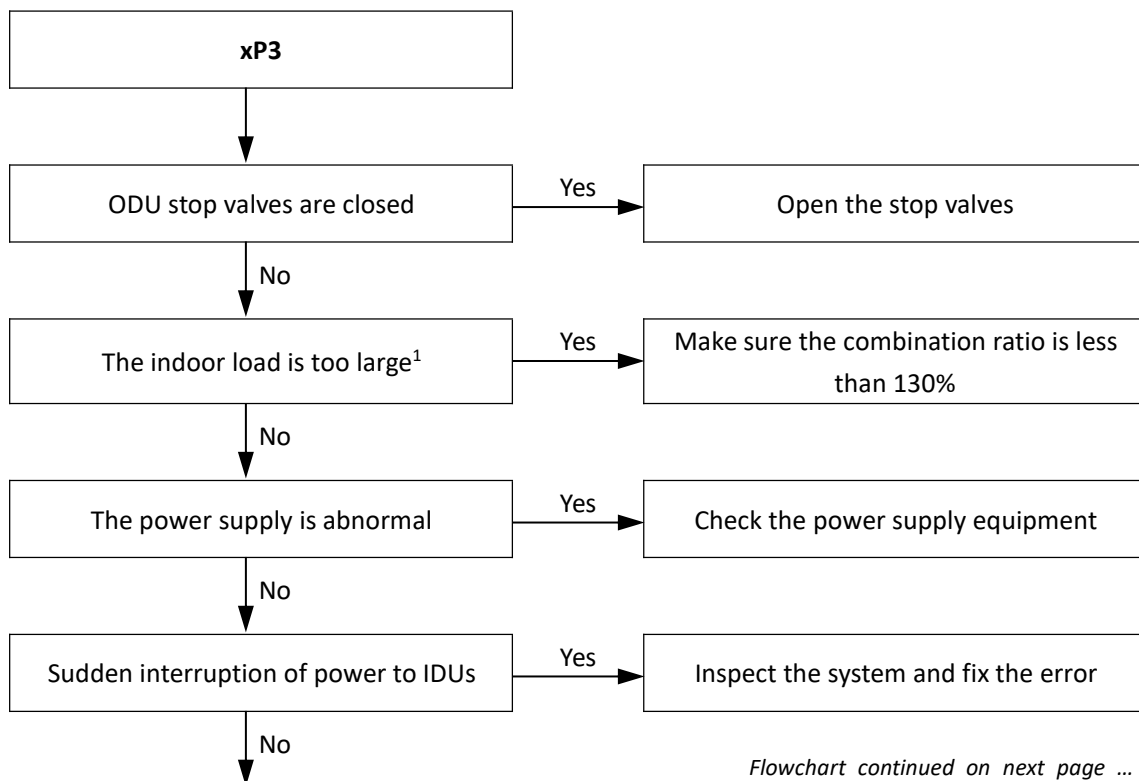 xP3
ODU stop valves are closed
Yes
Open the stop valves
No
The indoor load is too large¹
Yes
Make sure the combination ratio is less
than 130%
No
The power supply is abnormal
Yes
Check the power supply equipment
No
Sudden interruption of power to IDUs
Yes
Inspect the system and fix the error
No
Flowchart continued on next page ...